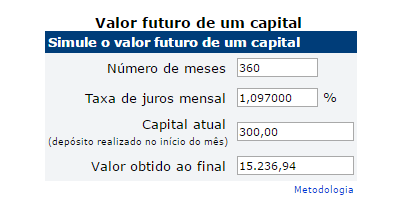 Valor futuro de um capital
Simule o valor futuro de um capital
Número de meses 360
Taxa de juros mensal 1,097000 %
Capital atual
(depósito realizado no início do mês) 300,00
Valor obtido ao final 15.236,94
Metodologia